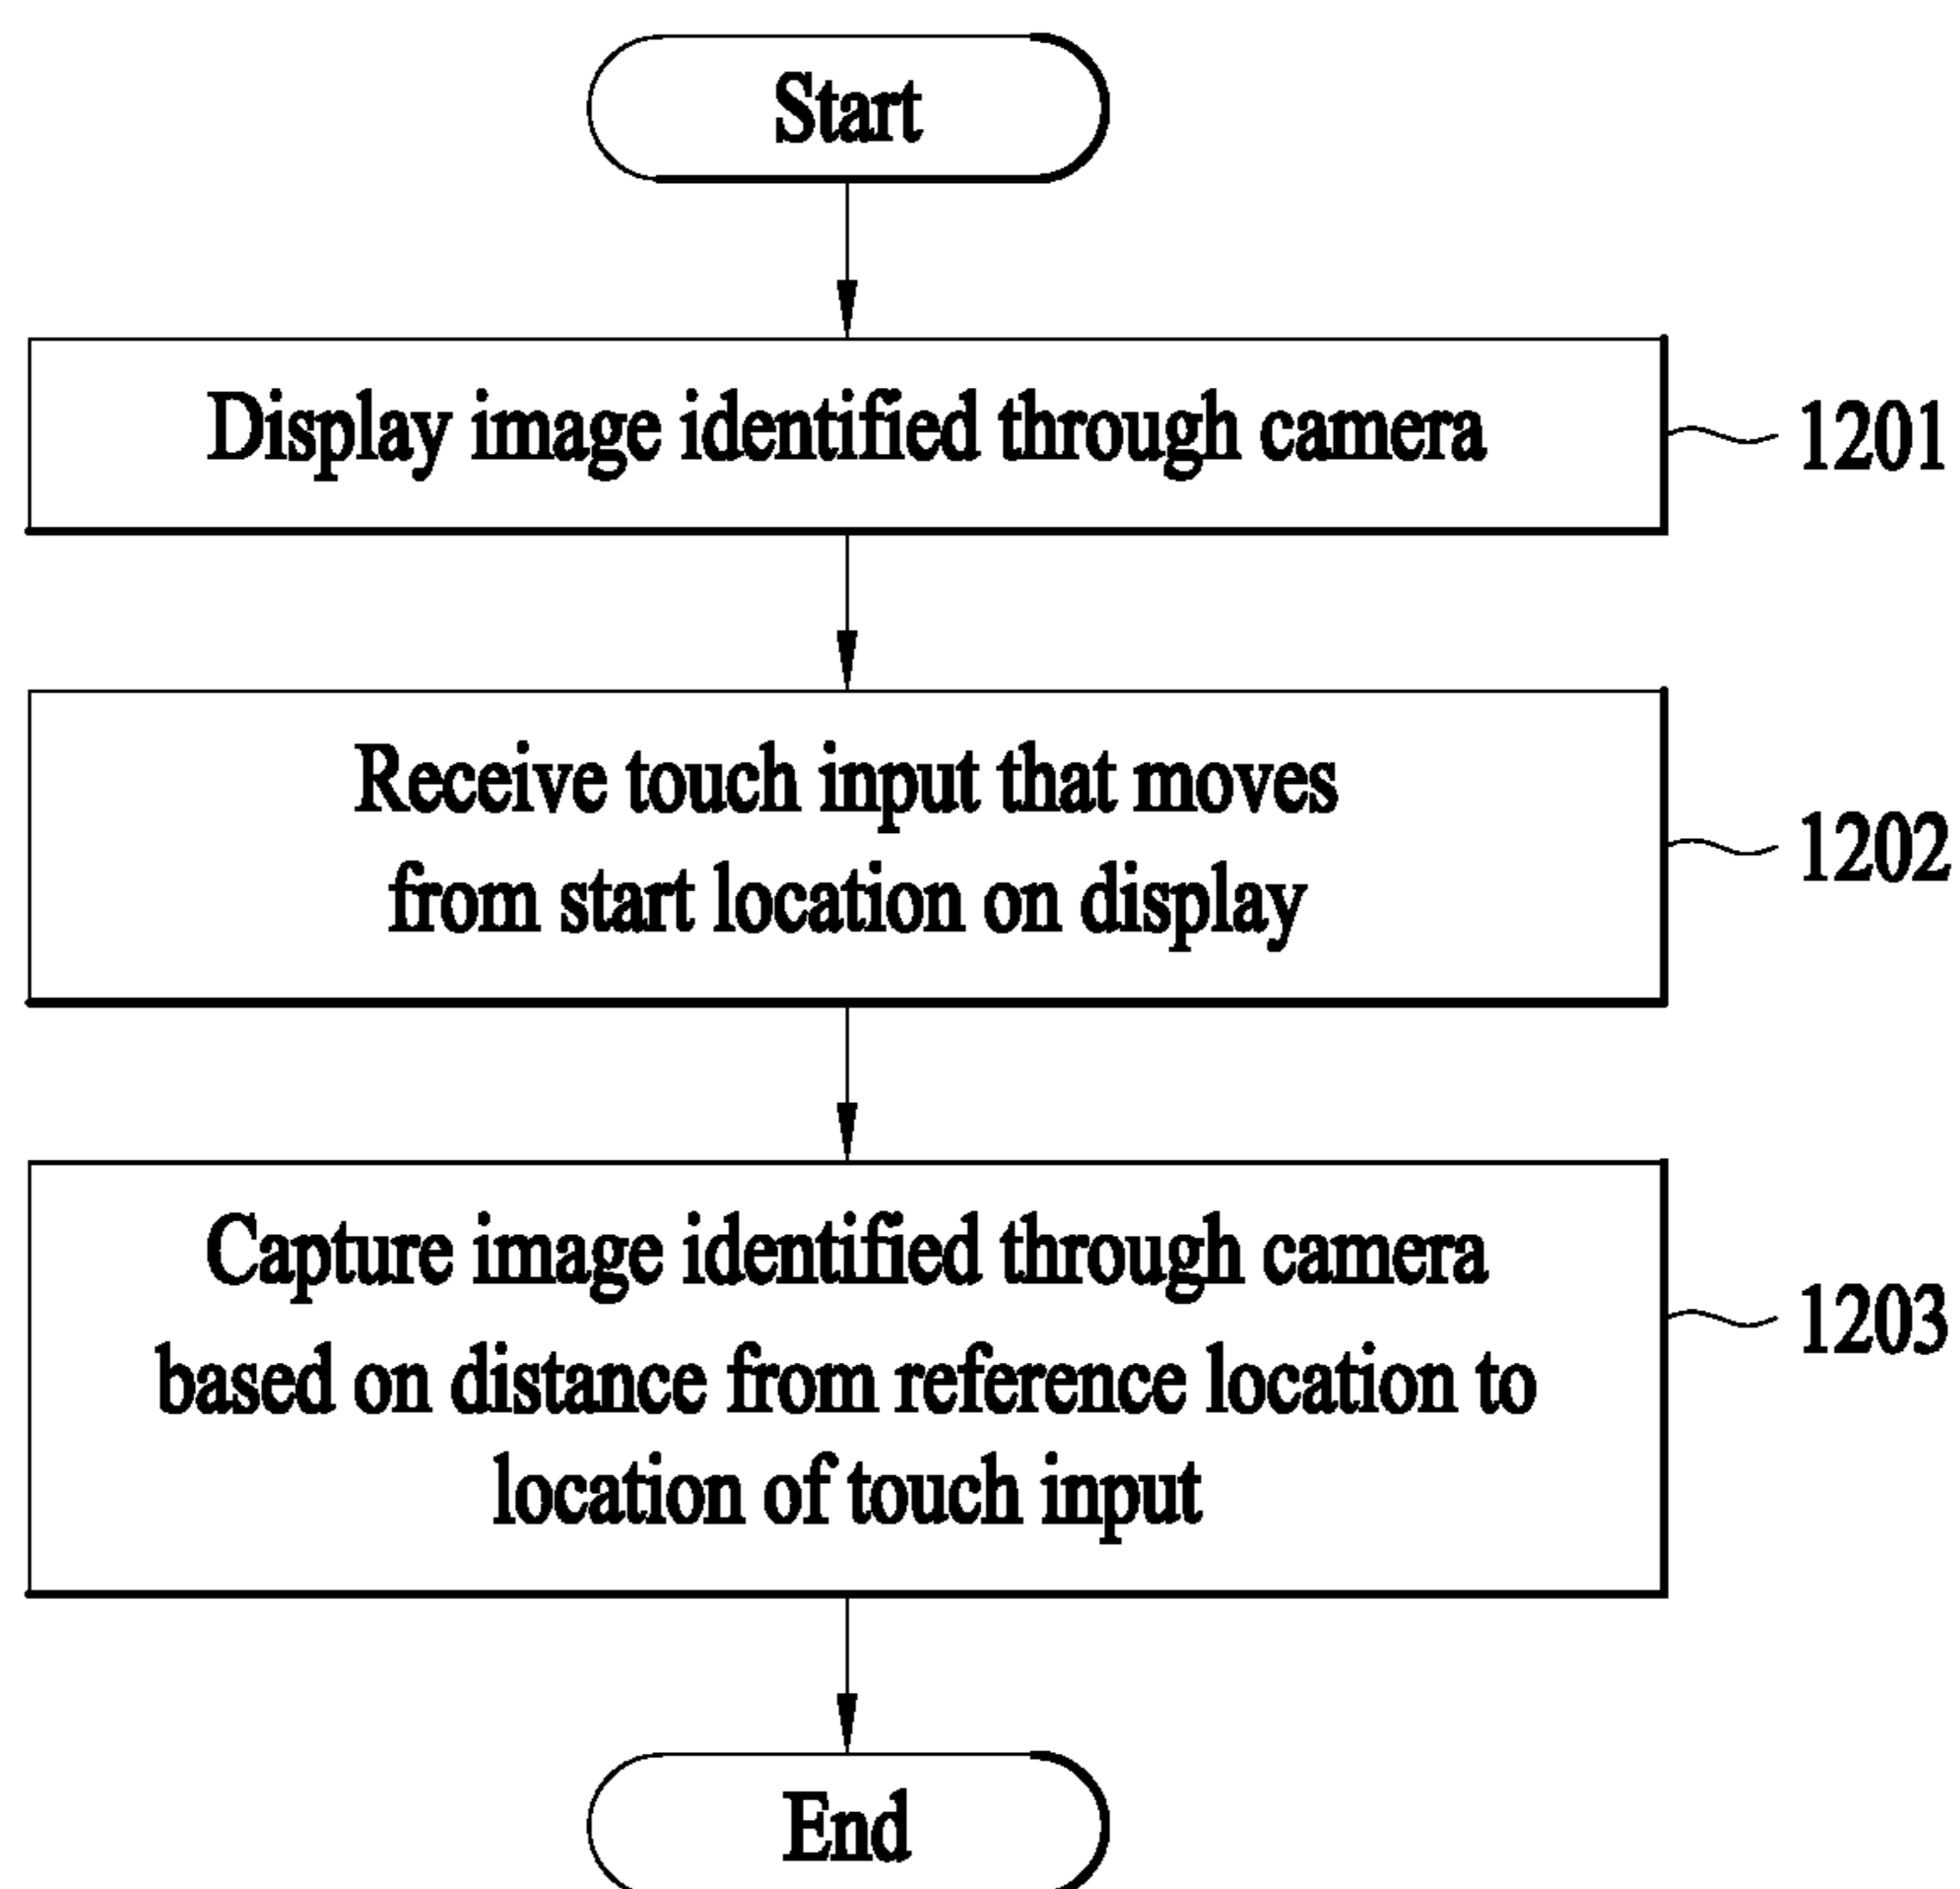 Start
Display image identified through camera
1201
Receive touch input that moves
from start location on display
1202
Capture image identified through camera
based on distance from reference location to
location of touch input
1203
End